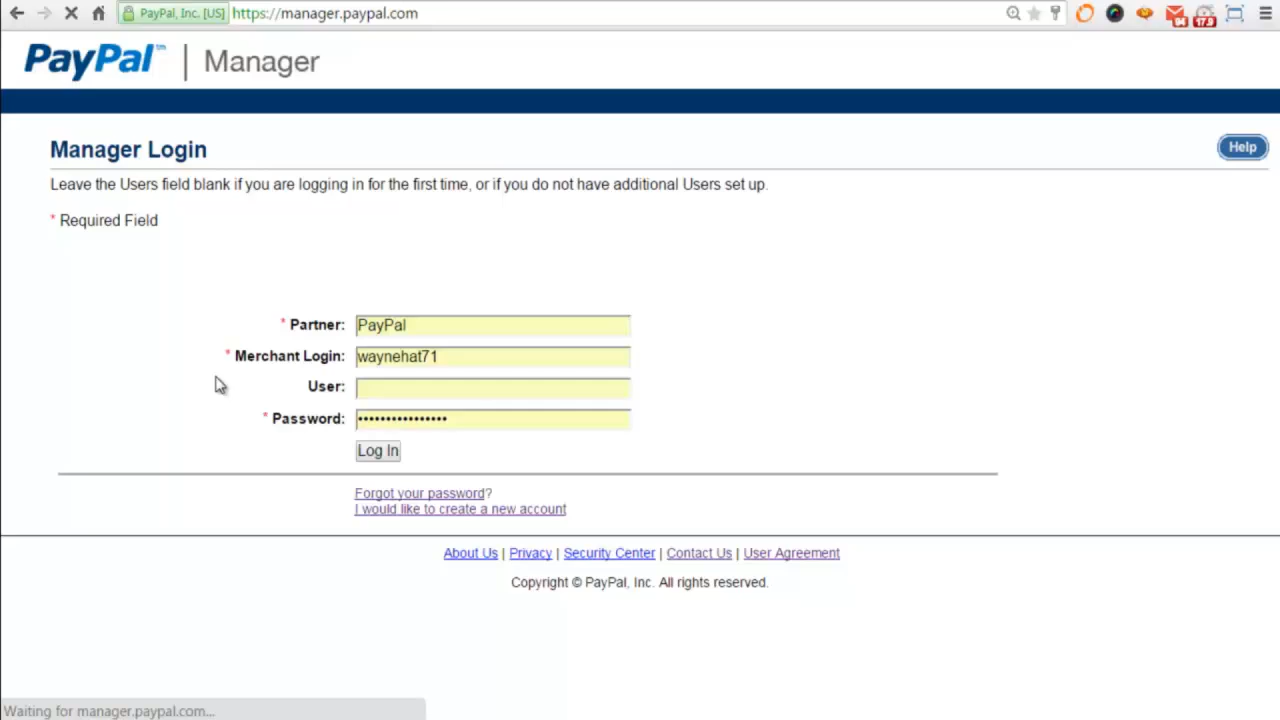 PayPal, Inc. [US] https://manager.paypal.com
PayPal™ | Manager
Manager Login
Help
Leave the Users field blank if you are logging in for the first time, or if you do not have additional Users set up.
* Required Field
* Partner: PayPal
* Merchant Login: waynehat71
User:
* Password: ••••••••••••••••
Log In
Forgot your password?
I would like to create a new account
About Us | Privacy | Security Center | Contact Us | User Agreement
Copyright © PayPal, Inc. All rights reserved.
Waiting for manager.paypal.com...